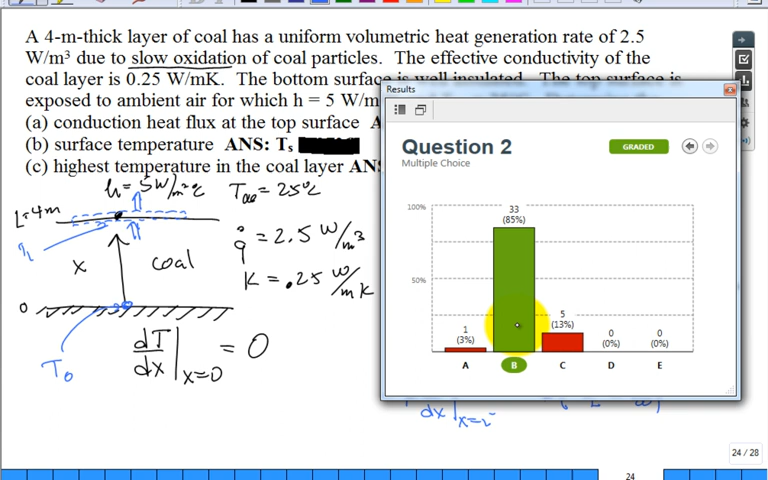 A 4-m-thick layer of coal has a uniform volumetric heat generation rate of 2.5
W/m³ due to slow oxidation of coal particles. The effective conductivity of the
coal layer is 0.25 W/mK. The bottom surface is well insulated. The top surface is
exposed to ambient air for which h = 5 W/m
(a) conduction heat flux at the top surface
(b) surface temperature ANS: Ts
(c) highest temperature in the coal layer ANS
Results
Question 2
Multiple Choice
GRADED
100%
50%
33
(85%)
1
(3%)
5
(13%)
0
(0%)
0
(0%)
A B C D E
h = 5 W/m²°C T∞ = 25°C
L = 4m
q̇ = 2.5 W/m³
x coal
K = .25 W/mK
0
T₀
dT/dx|x=0 = 0
dx|x=L
24 / 28
24